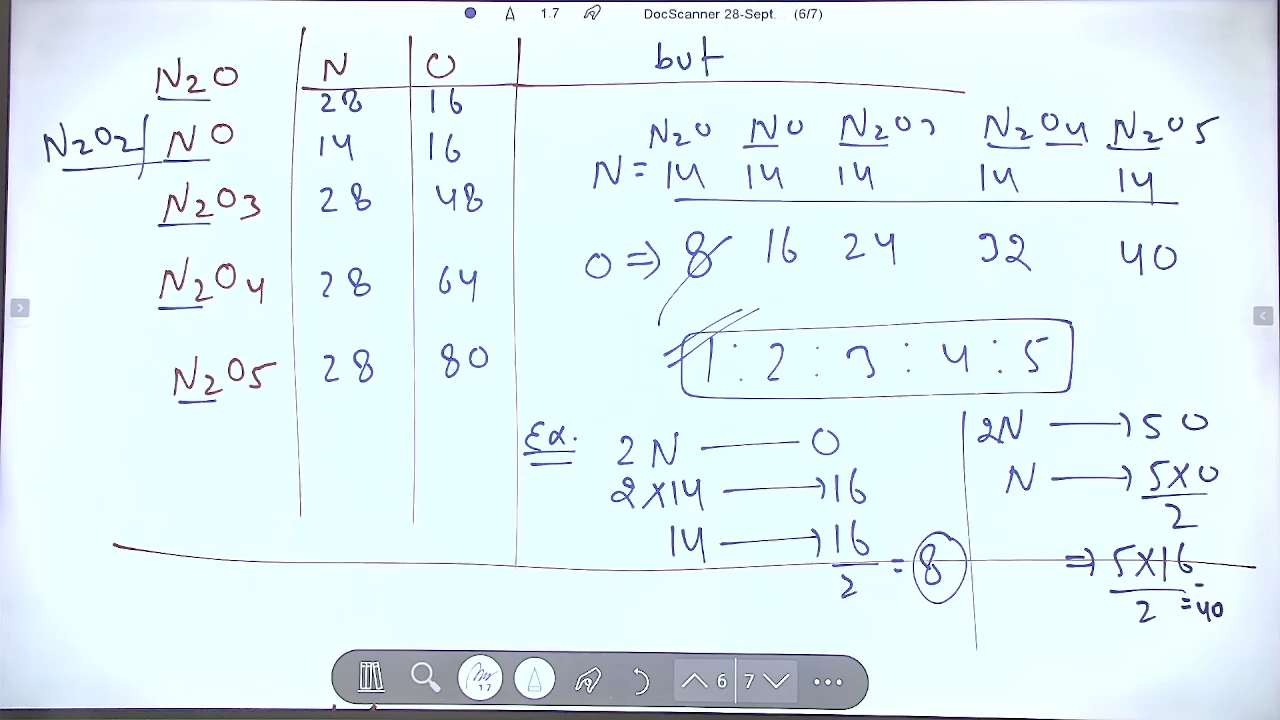 1.7 DocScanner 28-Sept... (6/7)
N O
N2O 28 16
N2O2/ NO 14 16
N2O3 28 48
N2O4 28 64
N2O5 28 80
but
N2O NO N2O3 N2O4 N2O5
N = 14 14 14 14 14
O ⇒ 8 16 24 32 40
1 : 2 : 3 : 4 : 5
Ex. 2N — O
2×14 → 16
14 → 16/2 = 8
2N → 5O
N → 5×O/2
⇒ 5×16/2 = 40
17
6 7